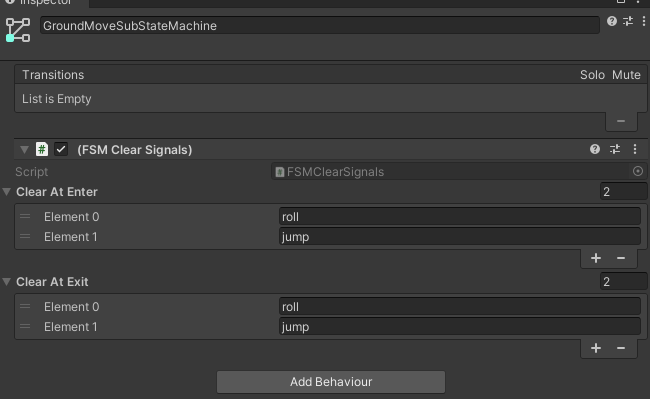 Inspector
GroundMoveSubStateMachine
Transitions Solo Mute
List is Empty
# (FSM Clear Signals)
Script FSMClearSignals
Clear At Enter 2
Element 0 roll
Element 1 jump
Clear At Exit 2
Element 0 roll
Element 1 jump
Add Behaviour